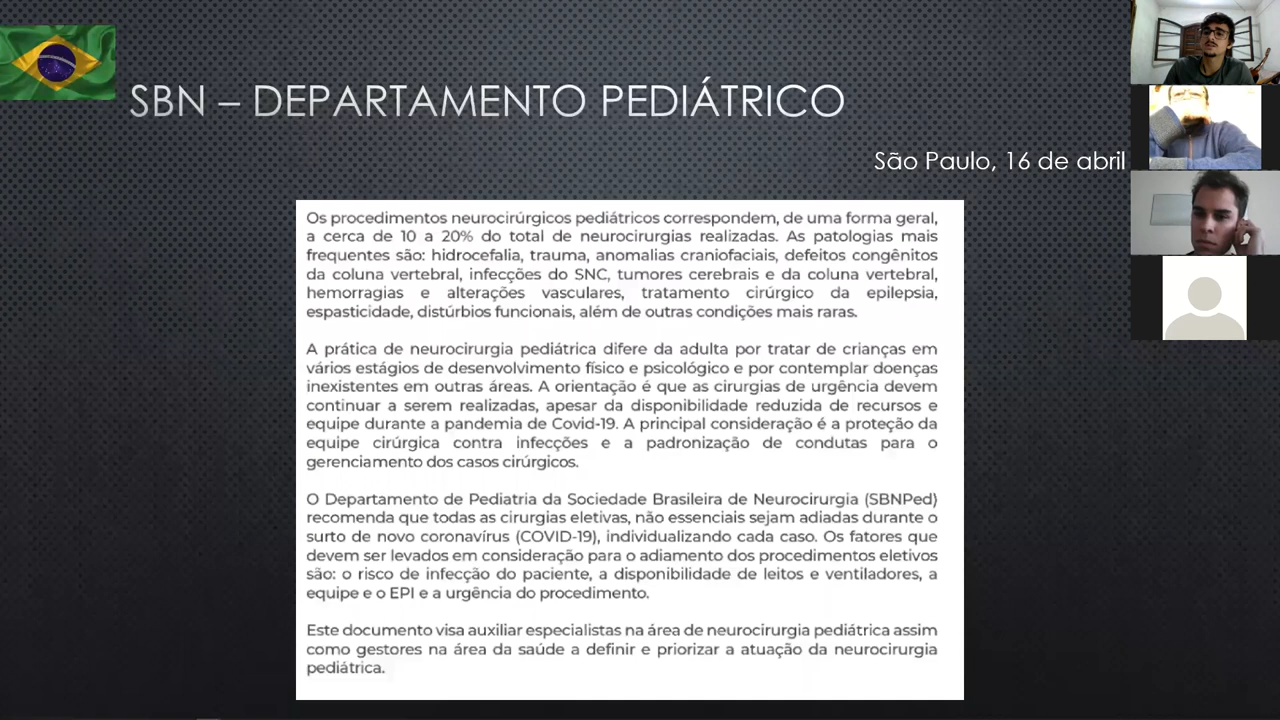 SBN – DEPARTAMENTO PEDIÁTRICO
São Paulo, 16 de abril
Os procedimentos neurocirúrgicos pediátricos correspondem, de uma forma geral,
a cerca de 10 a 20% do total de neurocirurgias realizadas. As patologias mais
frequentes são: hidrocefalia, trauma, anomalias craniofaciais, defeitos congênitos
da coluna vertebral, infecções do SNC, tumores cerebrais e da coluna vertebral,
hemorragias e alterações vasculares, tratamento cirúrgico da epilepsia,
espasticidade, distúrbios funcionais, além de outras condições mais raras.
A prática de neurocirurgia pediátrica difere da adulta por tratar de crianças em
vários estágios de desenvolvimento físico e psicológico e por contemplar doenças
inexistentes em outras áreas. A orientação é que as cirurgias de urgência devem
continuar a serem realizadas, apesar da disponibilidade reduzida de recursos e
equipe durante a pandemia de Covid-19. A principal consideração é a proteção da
equipe cirúrgica contra infecções e a padronização de condutas para o
gerenciamento dos casos cirúrgicos.
O Departamento de Pediatria da Sociedade Brasileira de Neurocirurgia (SBNPed)
recomenda que todas as cirurgias eletivas, não essenciais sejam adiadas durante o
surto de novo coronavírus (COVID-19), individualizando cada caso. Os fatores que
devem ser levados em consideração para o adiamento dos procedimentos eletivos
são: o risco de infecção do paciente, a disponibilidade de leitos e ventiladores, a
equipe e o EPI e a urgência do procedimento.
Este documento visa auxiliar especialistas na área de neurocirurgia pediátrica assim
como gestores na área da saúde a definir e priorizar a atuação da neurocirurgia
pediátrica.